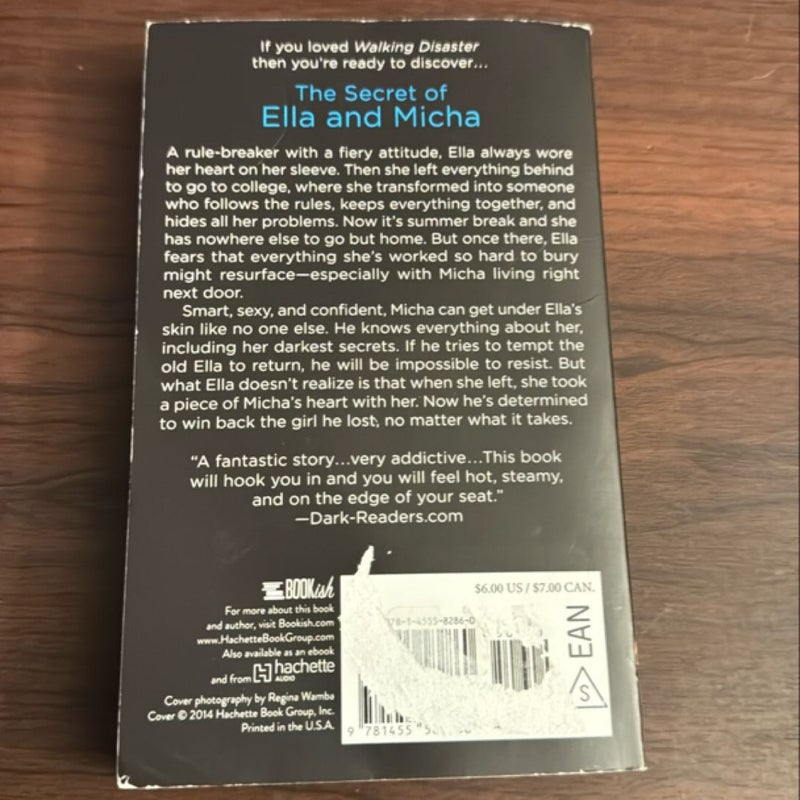 If you loved Walking Disaster
then you're ready to discover...
The Secret of
Ella and Micha
A rule-breaker with a fiery attitude, Ella always wore
her heart on her sleeve. Then she left everything behind
to go to college, where she transformed into someone
who follows the rules, keeps everything together, and
hides all her problems. Now it's summer break and she
has nowhere else to go but home. But once there, Ella
fears that everything she's worked so hard to bury
might resurface—especially with Micha living right
next door.
Smart, sexy, and confident, Micha can get under Ella's
skin like no one else. He knows everything about her,
including her darkest secrets. If he tries to tempt the
old Ella to return, he will be impossible to resist. But
what Ella doesn't realize is that when she left, she took
a piece of Micha's heart with her. Now he's determined
to win back the girl he lost, no matter what it takes.
"A fantastic story...very addictive...This book
will hook you in and you will feel hot, steamy,
and on the edge of your seat."
—Dark-Readers.com
BOOKish
For more about this book
and author, visit Bookish.com
www.HachetteBookGroup.com
Also available as an ebook
and from hachette
AUDIO
Cover photography by Regina Wamba
Cover © 2014 Hachette Book Group, Inc.
Printed in the U.S.A.
$6.00 US / $7.00 CAN.
78-1-4555-8286-0
S EAN
9 781455